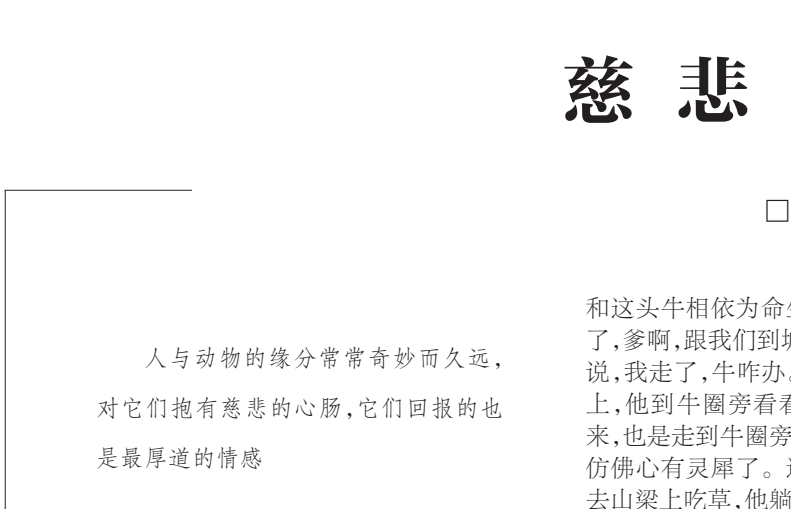 慈悲
□
人与动物的缘分常常奇妙而久远,
对它们抱有慈悲的心肠,它们回报的也
是最厚道的情感
和这头牛相依为命
了,爹啊,跟我们到城
说,我走了,牛咋办。
上,他到牛圈旁看看
来,也是走到牛圈旁
仿佛心有灵犀了。
去山梁上吃草,他躺